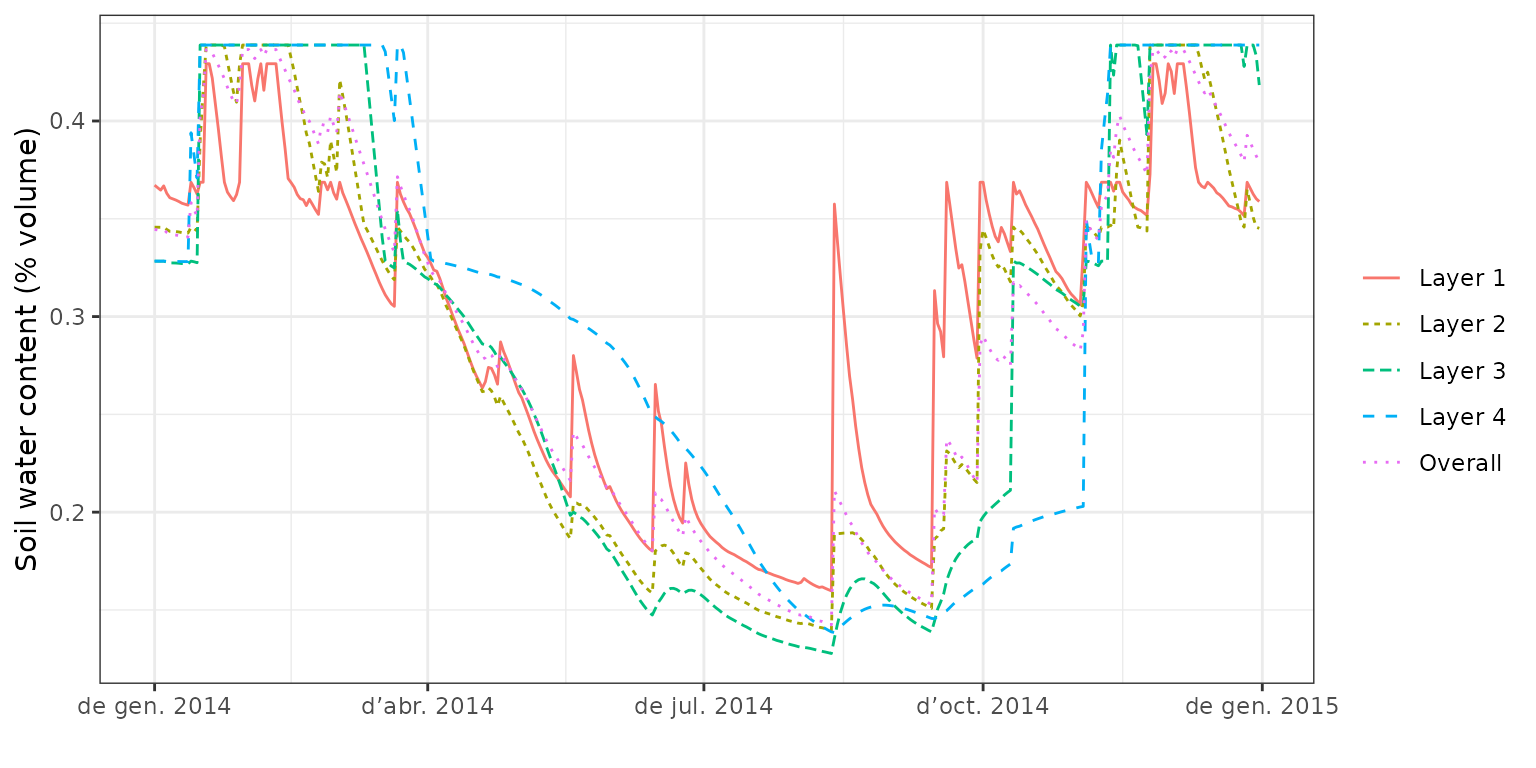 Soil water content (% volume)
0.4
0.3
0.2
de gen. 2014
d’abr. 2014
de jul. 2014
d’oct. 2014
de gen. 2015
Layer 1
Layer 2
Layer 3
Layer 4
Overall